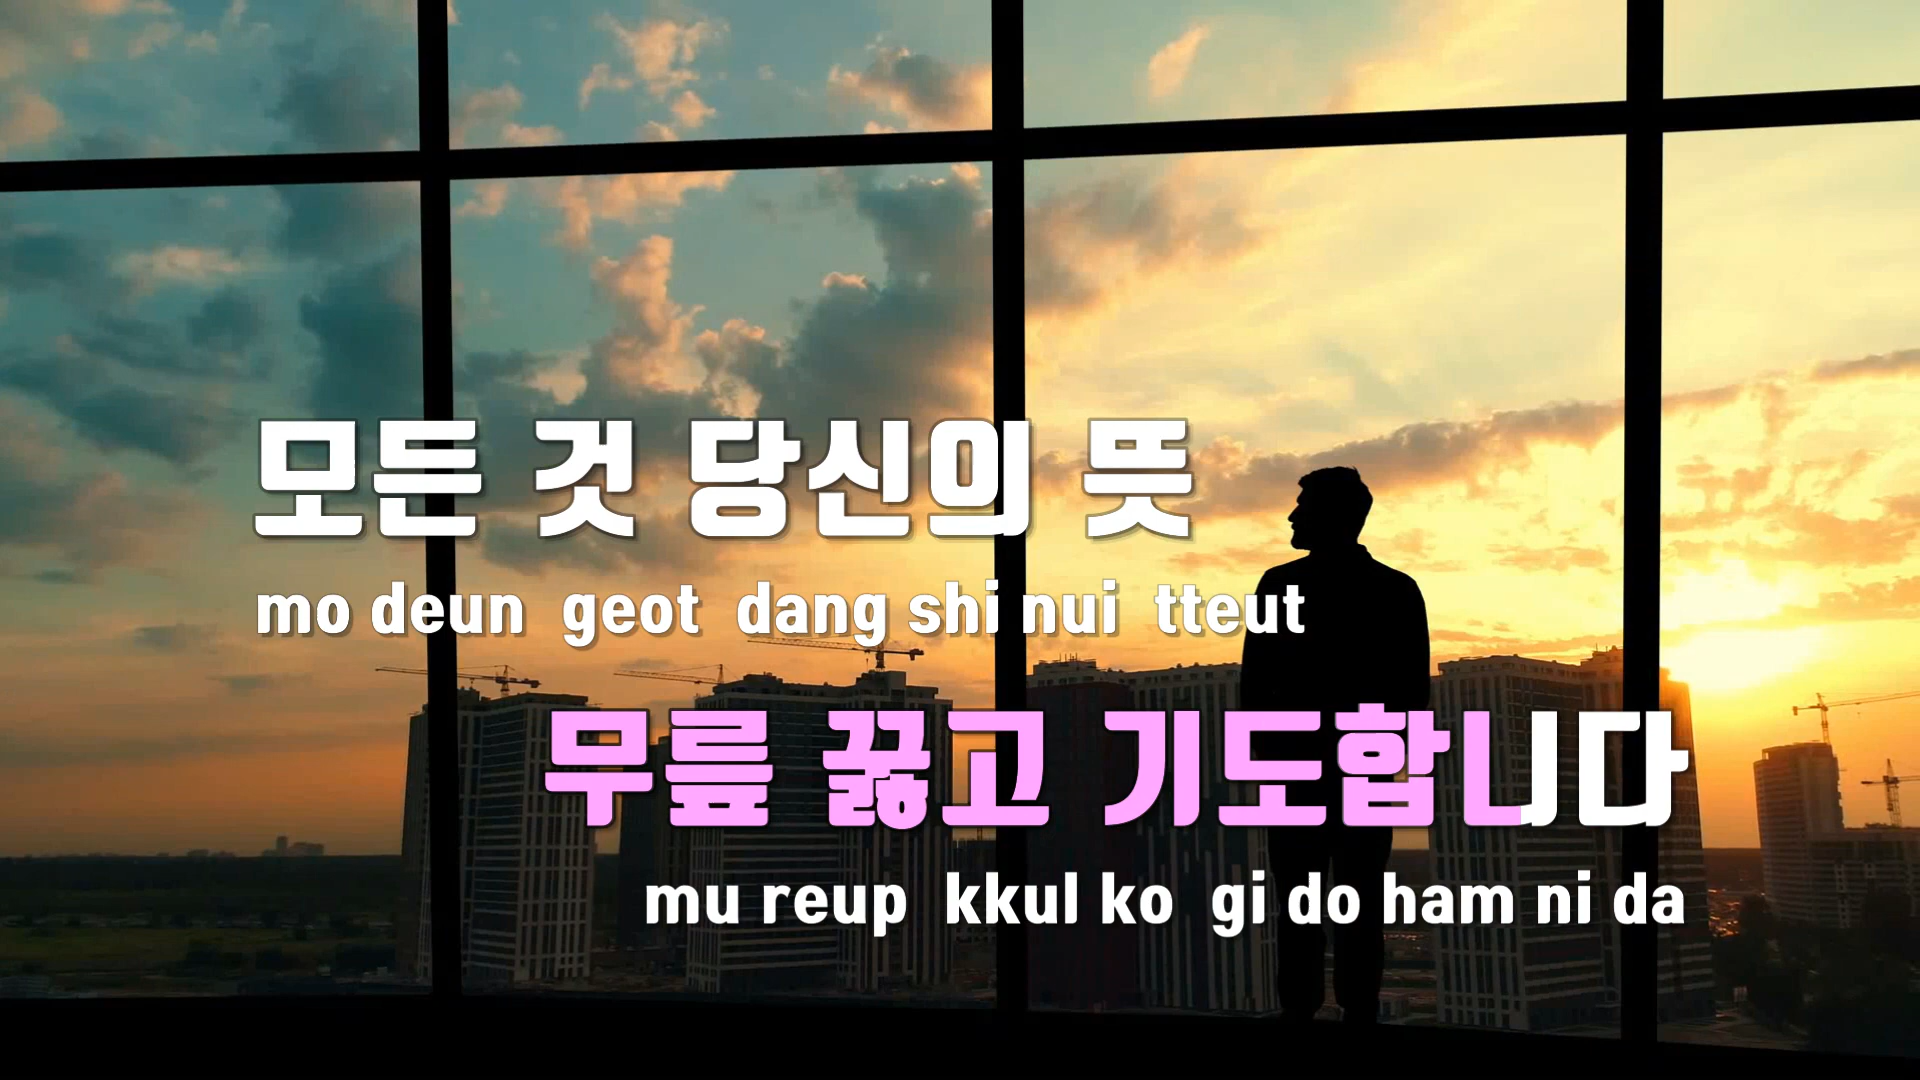 모든 것 당신의 뜻
mo deun geot dang shi nui tteut
무릎 꿇고 기도합니다
mu reup kkul ko gi do ham ni da